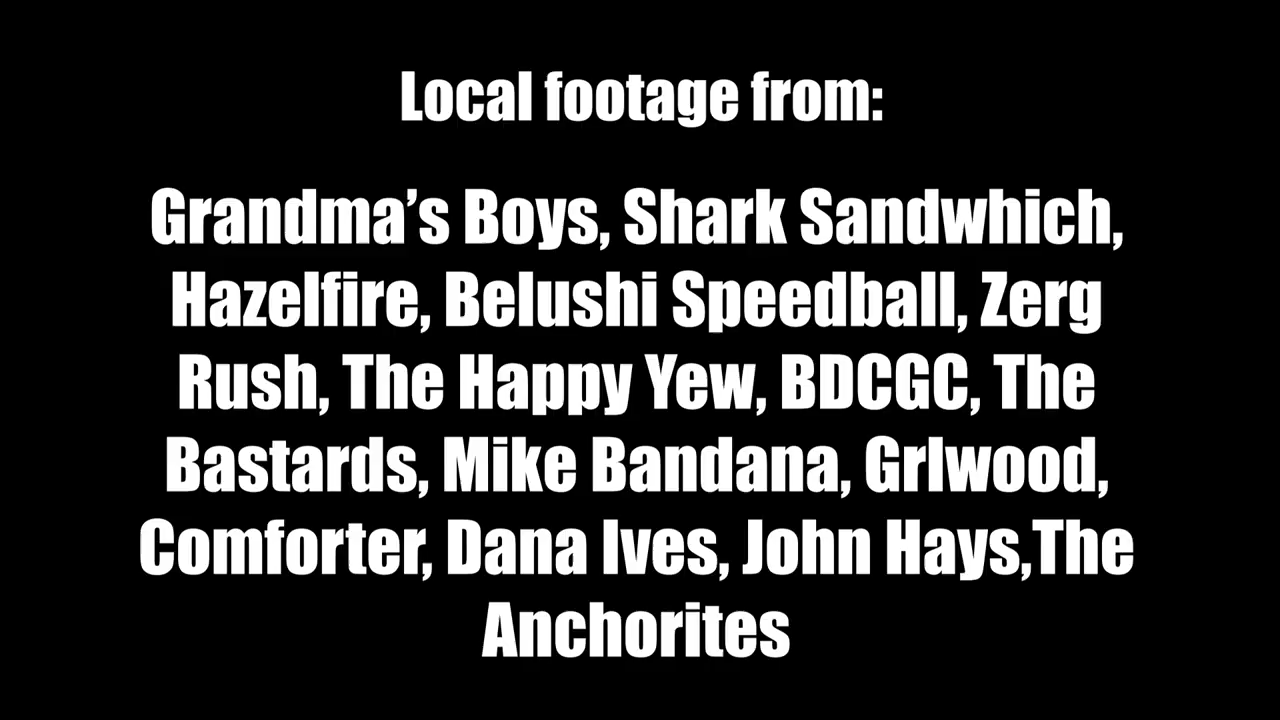 Local footage from:
Grandma’s Boys, Shark Sandwhich,
Hazelfire, Belushi Speedball, Zerg
Rush, The Happy Yew, BDCGC, The
Bastards, Mike Bandana, Grlwood,
Comforter, Dana Ives, John Hays,The
Anchorites